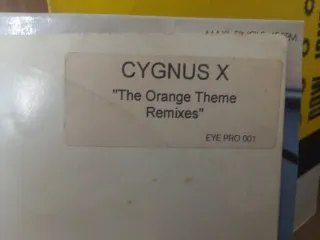 CYGNUS X
"The Orange Theme
Remixes"
EYE PRO 001